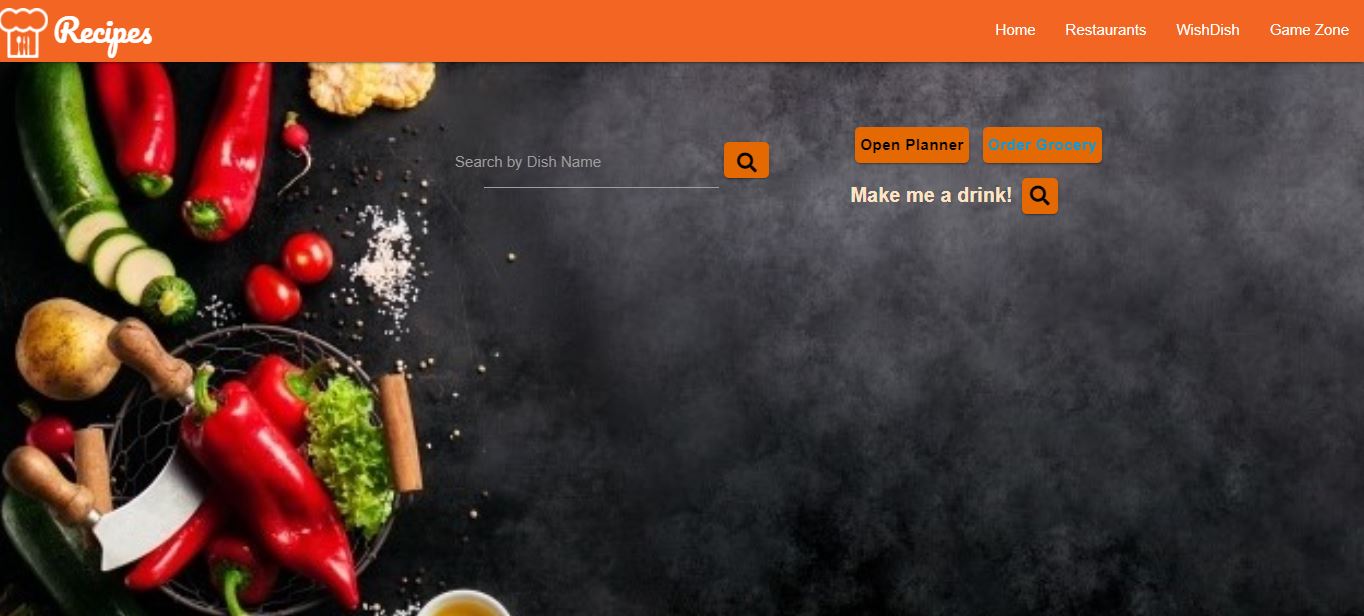 Recipes
Home Restaurants WishDish Game Zone
Search by Dish Name
Open Planner Order Grocery
Make me a drink!